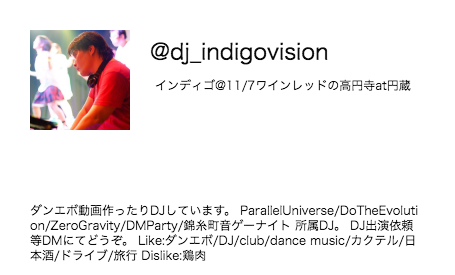 @dj_indigovision
インディゴ@11/7ワインレッドの高円寺at円蔵
ダンエボ動画作ったりDJしています。 ParallelUniverse/DoTheEvoluti
on/ZeroGravity/DMParty/錦糸町音ゲーナイト 所属DJ。 DJ出演依頼
等DMにてどうぞ。 Like:ダンエボ/DJ/club/dance music/カクテル/日
本酒/ドライブ/旅行 Dislike:鶏肉